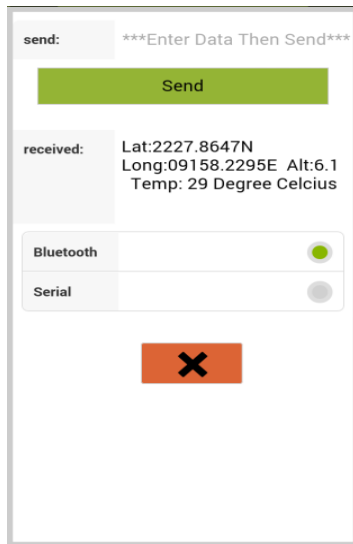 send: ***Enter Data Then Send***
Send
received: Lat:2227.8647N
Long:09158.2295E Alt:6.1
Temp: 29 Degree Celcius
Bluetooth
Serial